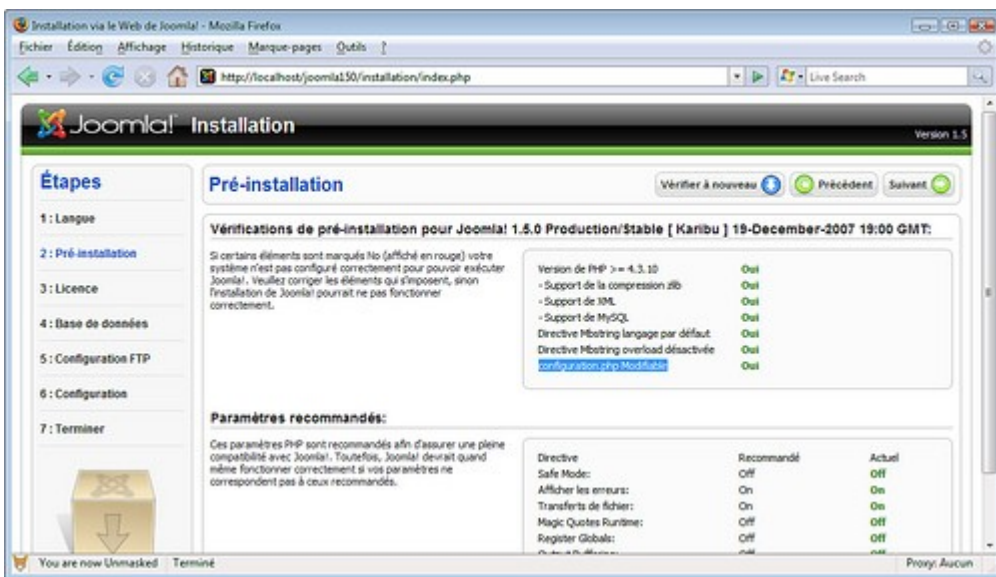 Installation via le Web de Joomla! - Mozilla Firefox
Fichier Édition Affichage Historique Marque-pages Outils ?
http://localhost/joomla150/installation/index.php Live Search
Joomla! Installation
Version 1.5
Étapes
1 : Langue
2 : Pré-installation
3 : Licence
4 : Base de données
5 : Configuration FTP
6 : Configuration
7 : Terminer
Pré-installation
Vérifier à nouveau Précédent Suivant
Vérifications de pré-installation pour Joomla! 1.5.0 Production/Stable [ Karibu ] 19-December-2007 19:00 GMT:
Si certains éléments sont marqués No (affiché en rouge) votre
système n'est pas configuré correctement pour pouvoir exécuter
Joomla!. Veuillez corriger les éléments qui s'imposent, sinon
l'installation de Joomla! pourrait ne pas fonctionner
correctement.
Version de PHP >= 4.3.10 Oui
- Support de la compression zlib Oui
- Support de XML Oui
- Support de MySQL Oui
Directive Mbstring langage par défaut Oui
Directive Mbstring overload désactivée Oui
configuration.php Modifiable Oui
Paramètres recommandés:
Ces paramètres PHP sont recommandés afin d'assurer une pleine
compatibilité avec Joomla!. Toutefois, Joomla! devrait quand
même fonctionner correctement si vos paramètres ne
correspondent pas à ceux recommandés.
Directive Recommandé Actuel
Safe Mode: Off Off
Afficher les erreurs: On On
Transferts de fichier: On On
Magic Quotes Runtime: Off Off
Register Globals: Off Off
Output Buffering: Off Off
You are now Unmasked Terminé Proxy: Aucun